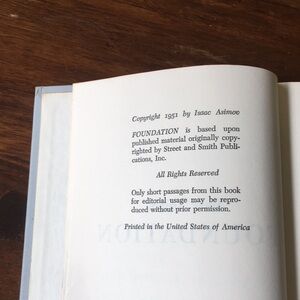 Copyright 1951 by Isaac Asimov
FOUNDATION is based upon
published material originally copy-
righted by Street and Smith Publi-
cations, Inc.
All Rights Reserved
Only short passages from this book
for editorial usage may be repro-
duced without prior permission.
Printed in the United States of America